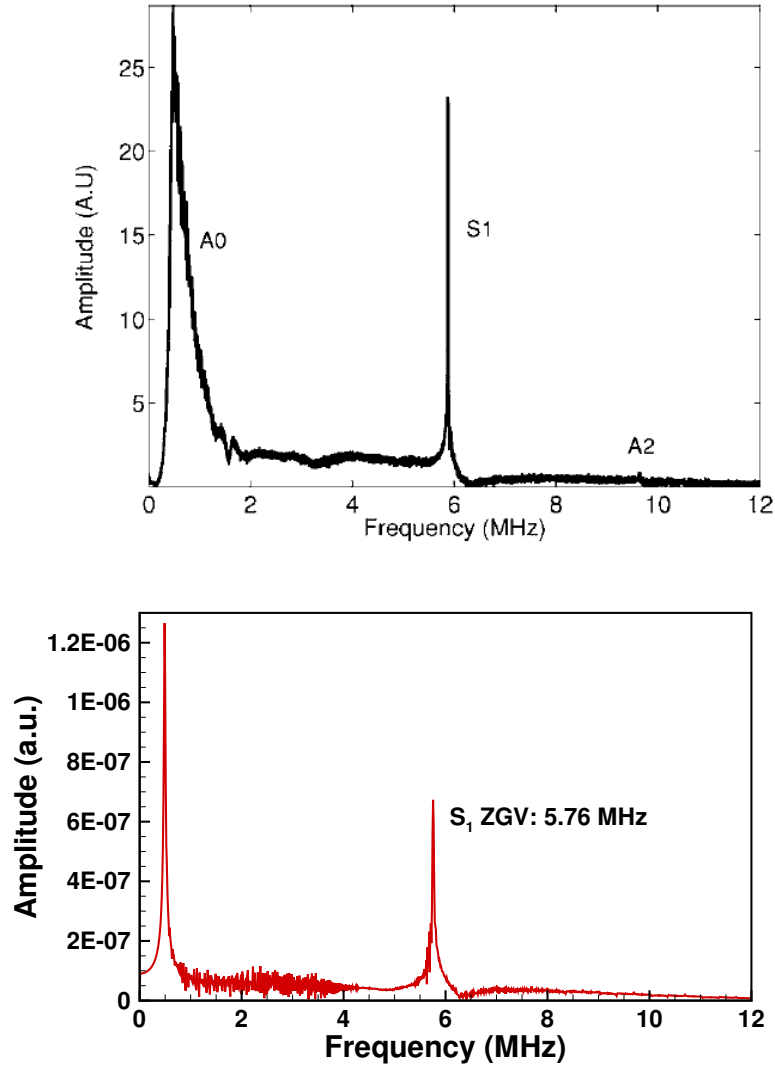 25
20
15
10
5
Amplitude (A.U)
A0
S1
A2
0 2 4 6 8 10 12
Frequency (MHz)
1.2E-06
1E-06
8E-07
6E-07
4E-07
2E-07
0
Amplitude (a.u.)
S₁ ZGV: 5.76 MHz
0 2 4 6 8 10 12
Frequency (MHz)